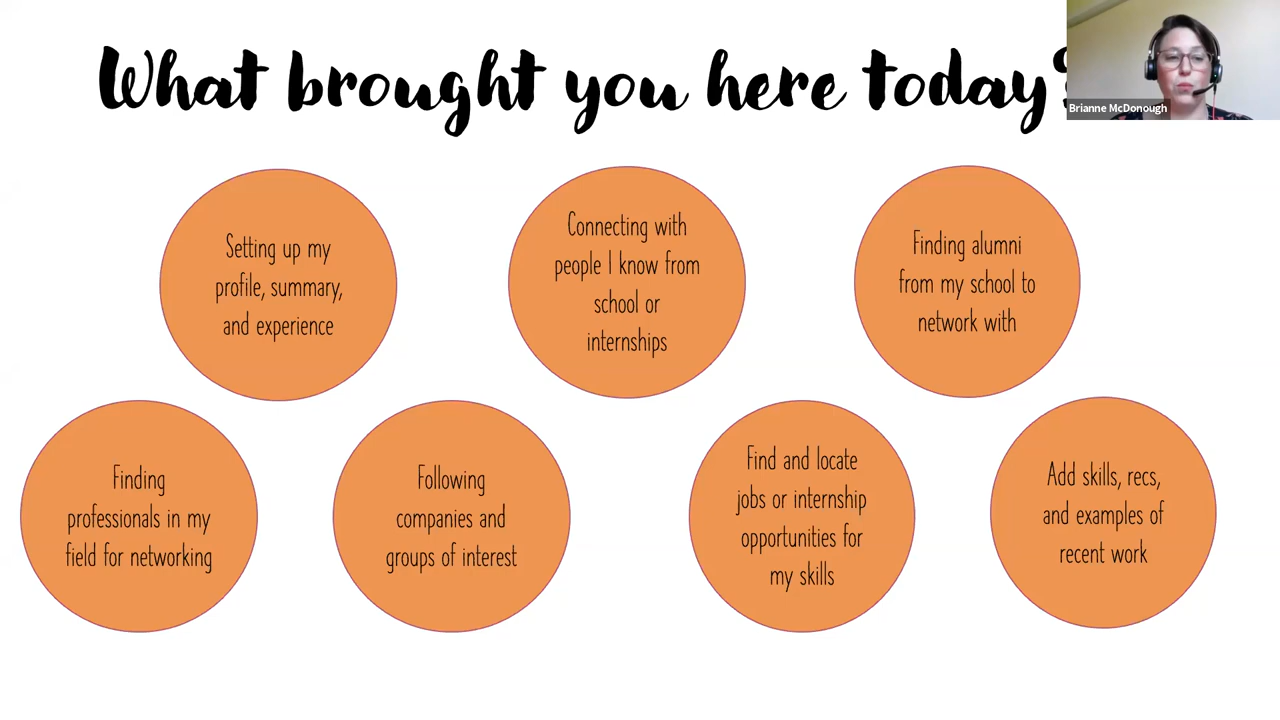 What brought you here today?
Brianne McDonough
Setting up my
profile, summary,
and experience
Connecting with
people I know from
school or
internships
Finding alumni
from my school to
network with
Finding
professionals in my
field for networking
Following
companies and
groups of interest
Find and locate
jobs or internship
opportunities for
my skills
Add skills, recs,
and examples of
recent work